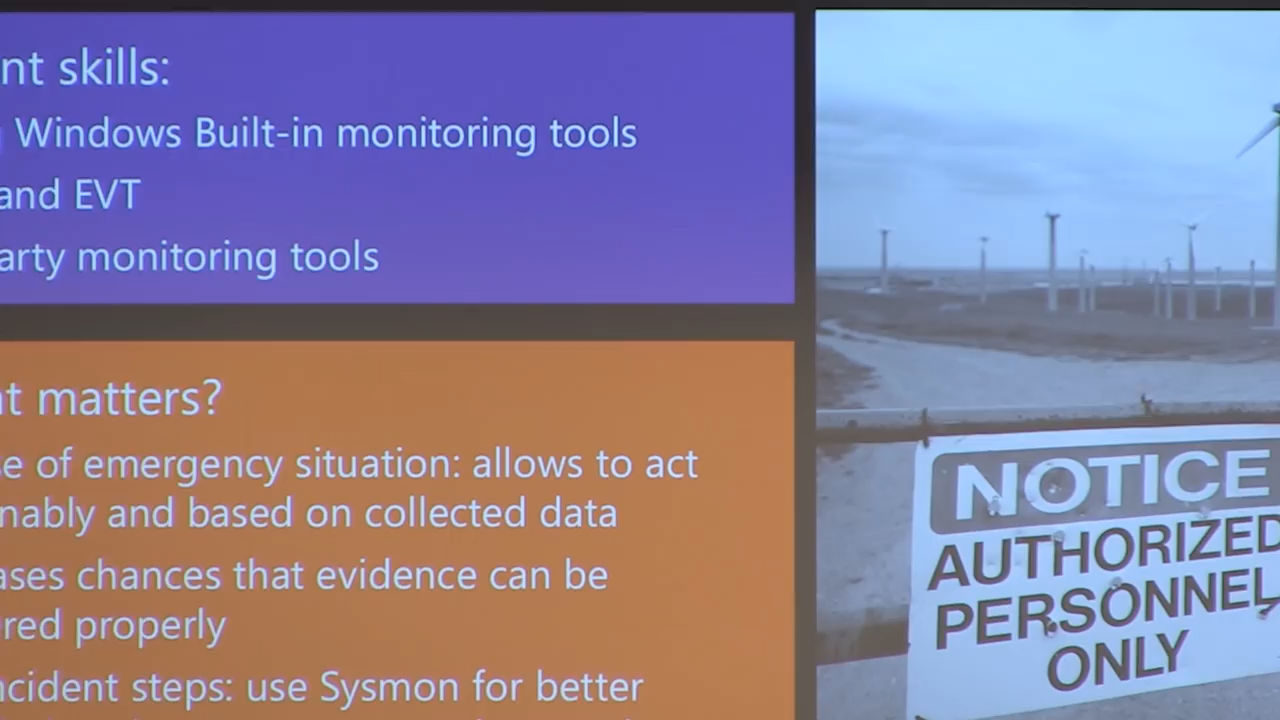 nt skills:
Windows Built-in monitoring tools
and EVT
arty monitoring tools
nt matters?
se of emergency situation: allows to act
nably and based on collected data
ases chances that evidence can be
red properly
ncident steps: use Sysmon for better
NOTICE
AUTHORIZED
PERSONNEL
ONLY